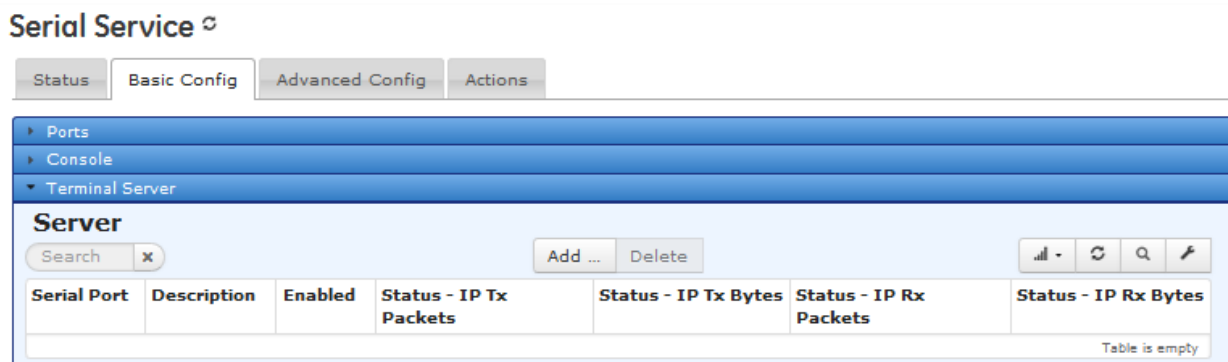 Serial Service
Status Basic Config Advanced Config Actions
Ports
Console
Terminal Server
Server
Search x Add ... Delete
Serial Port Description Enabled Status - IP Tx Packets Status - IP Tx Bytes Status - IP Rx Packets Status - IP Rx Bytes
Table is empty